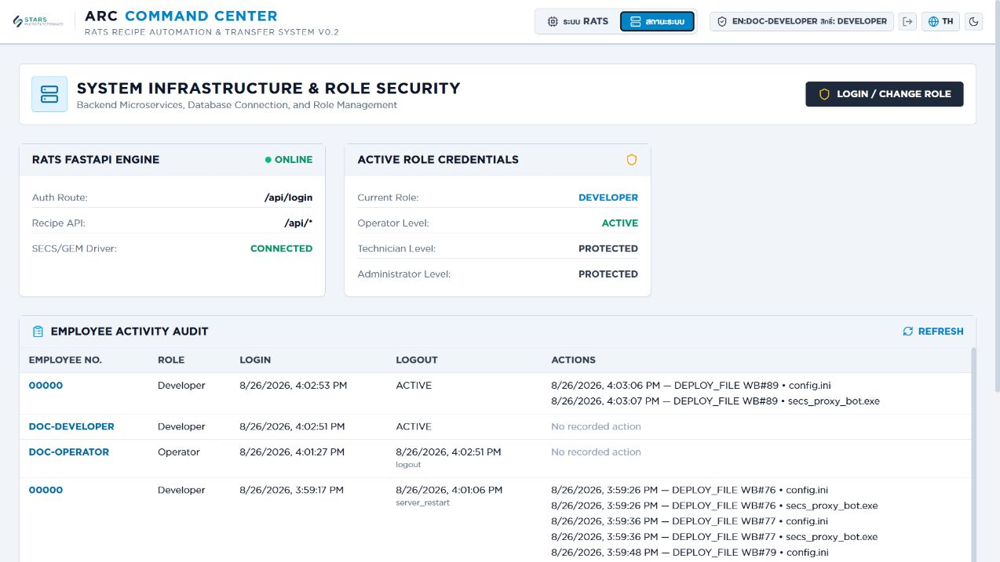 STARS
MICROELECTRONICS
ARC COMMAND CENTER
RATS RECIPE AUTOMATION & TRANSFER SYSTEM V0.2
ระบบ RATS
สถานะระบบ
EN:DOC-DEVELOPER สิทธิ์: DEVELOPER
TH
SYSTEM INFRASTRUCTURE & ROLE SECURITY
Backend Microservices, Database Connection, and Role Management
LOGIN / CHANGE ROLE
RATS FASTAPI ENGINE
ONLINE
Auth Route: /api/login
Recipe API: /api/*
SECS/GEM Driver: CONNECTED
ACTIVE ROLE CREDENTIALS
Current Role: DEVELOPER
Operator Level: ACTIVE
Technician Level: PROTECTED
Administrator Level: PROTECTED
EMPLOYEE ACTIVITY AUDIT
REFRESH
EMPLOYEE NO. ROLE LOGIN LOGOUT ACTIONS
00000 Developer 8/26/2026, 4:02:53 PM ACTIVE 8/26/2026, 4:03:06 PM — DEPLOY_FILE WB#89 • config.ini
8/26/2026, 4:03:07 PM — DEPLOY_FILE WB#89 • secs_proxy_bot.exe
DOC-DEVELOPER Developer 8/26/2026, 4:02:51 PM ACTIVE No recorded action
DOC-OPERATOR Operator 8/26/2026, 4:01:27 PM 8/26/2026, 4:02:51 PM No recorded action
logout
00000 Developer 8/26/2026, 3:59:17 PM 8/26/2026, 4:01:06 PM 8/26/2026, 3:59:26 PM — DEPLOY_FILE WB#76 • config.ini
server_restart 8/26/2026, 3:59:26 PM — DEPLOY_FILE WB#76 • secs_proxy_bot.exe
8/26/2026, 3:59:36 PM — DEPLOY_FILE WB#77 • config.ini
8/26/2026, 3:59:36 PM — DEPLOY_FILE WB#77 • secs_proxy_bot.exe
8/26/2026, 3:59:48 PM — DEPLOY_FILE WB#79 • config.ini